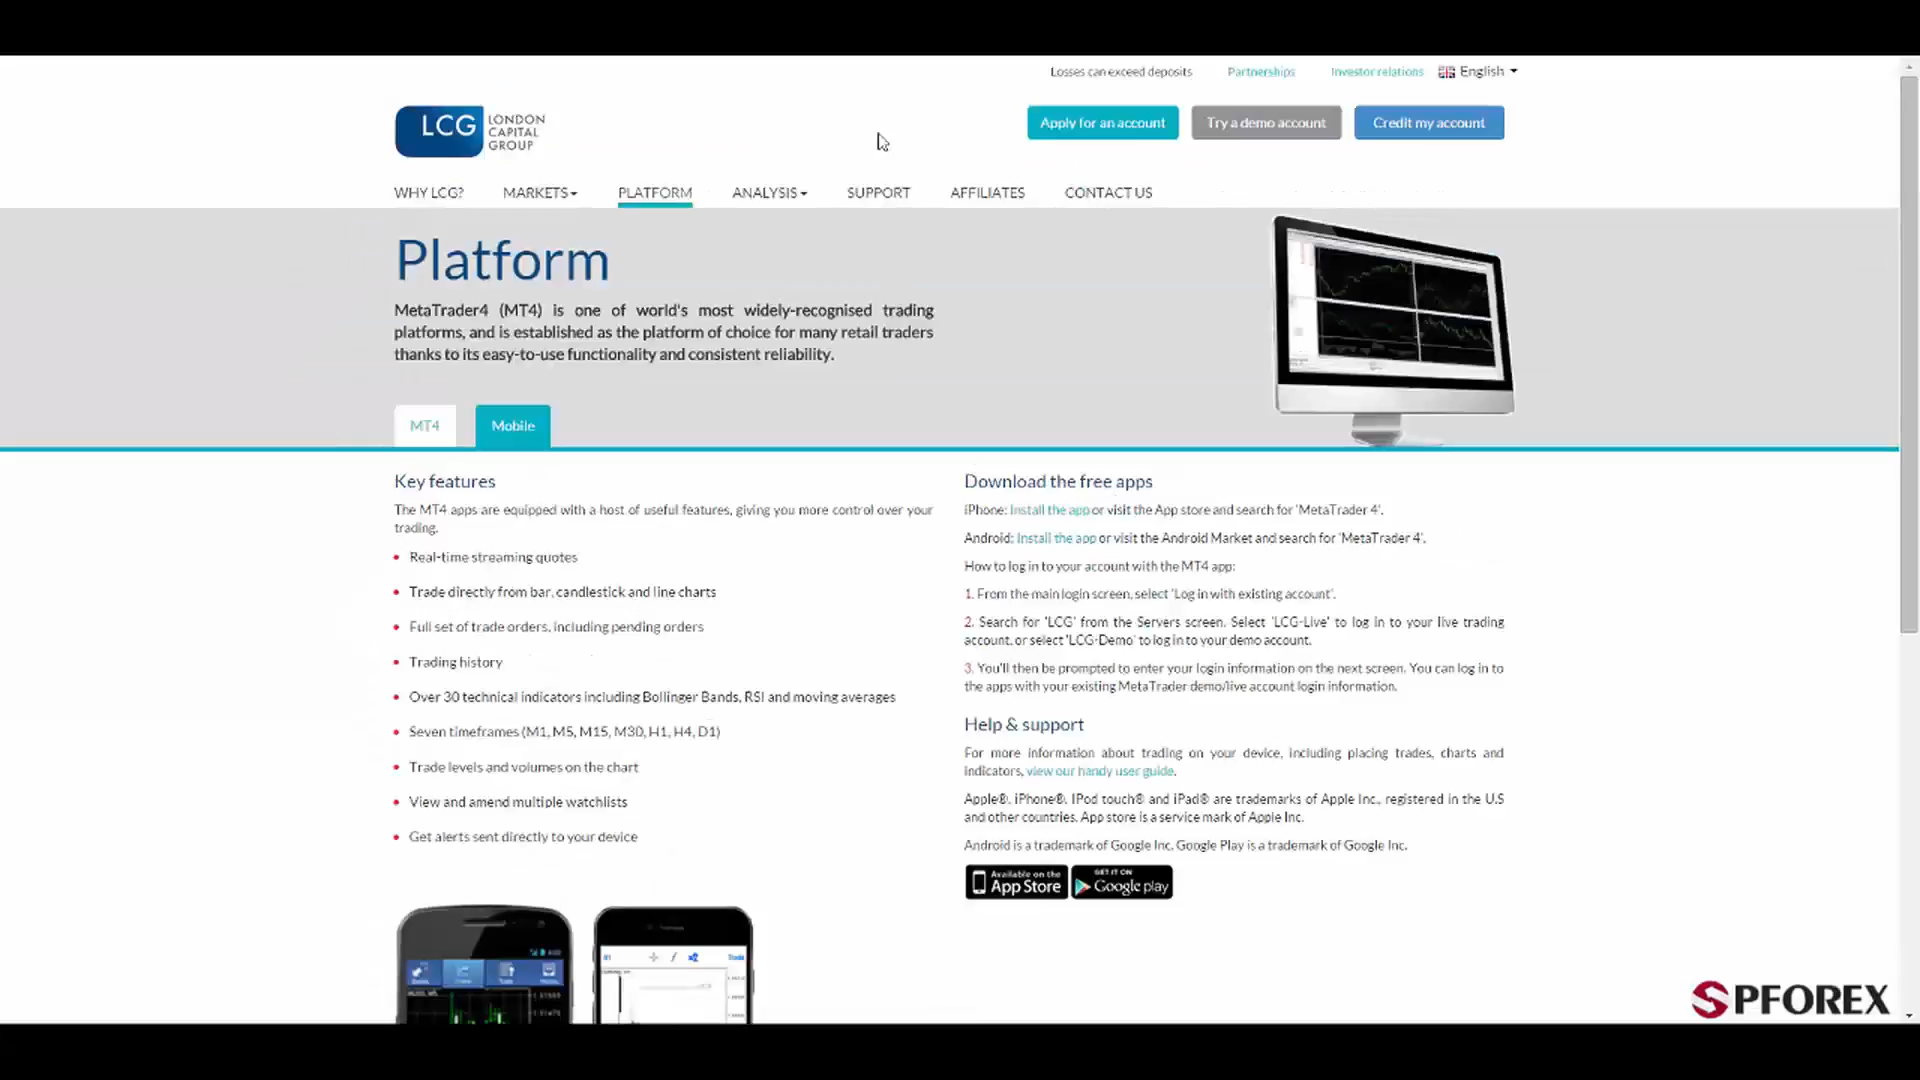 Losses can exceed deposits Partnerships Investor relations English
LCG LONDON
CAPITAL
GROUP
Apply for an account Try a demo account Credit my account
WHY LCG? MARKETS PLATFORM ANALYSIS SUPPORT AFFILIATES CONTACT US
Platform
MetaTrader4 (MT4) is one of world's most widely-recognised trading
platforms, and is established as the platform of choice for many retail traders
thanks to its easy-to-use functionality and consistent reliability.
MT4 Mobile
Key features
The MT4 apps are equipped with a host of useful features, giving you more control over your
trading.
• Real-time streaming quotes
• Trade directly from bar, candlestick and line charts
• Full set of trade orders, including pending orders
• Trading history
• Over 30 technical indicators including Bollinger Bands, RSI and moving averages
• Seven timeframes (M1, M5, M15, M30, H1, H4, D1)
• Trade levels and volumes on the chart
• View and amend multiple watchlists
• Get alerts sent directly to your device
Download the free apps
iPhone: Install the app or visit the App store and search for 'MetaTrader 4'.
Android: Install the app or visit the Android Market and search for 'MetaTrader 4'.
How to log in to your account with the MT4 app:
1. From the main login screen, select 'Log in with existing account'.
2. Search for 'LCG' from the Servers screen. Select 'LCG-Live' to log in to your live trading
account, or select 'LCG-Demo' to log in to your demo account.
3. You'll then be prompted to enter your login information on the next screen. You can log in to
the apps with your existing MetaTrader demo/live account login information.
Help & support
For more information about trading on your device, including placing trades, charts and
indicators, view our handy user guide.
Apple®, iPhone®, IPod touch® and iPad® are trademarks of Apple Inc., registered in the U.S
and other countries. App store is a service mark of Apple Inc.
Android is a trademark of Google Inc. Google Play is a trademark of Google Inc.
Available on the
App Store
GET IT ON
Google play
SPFOREX